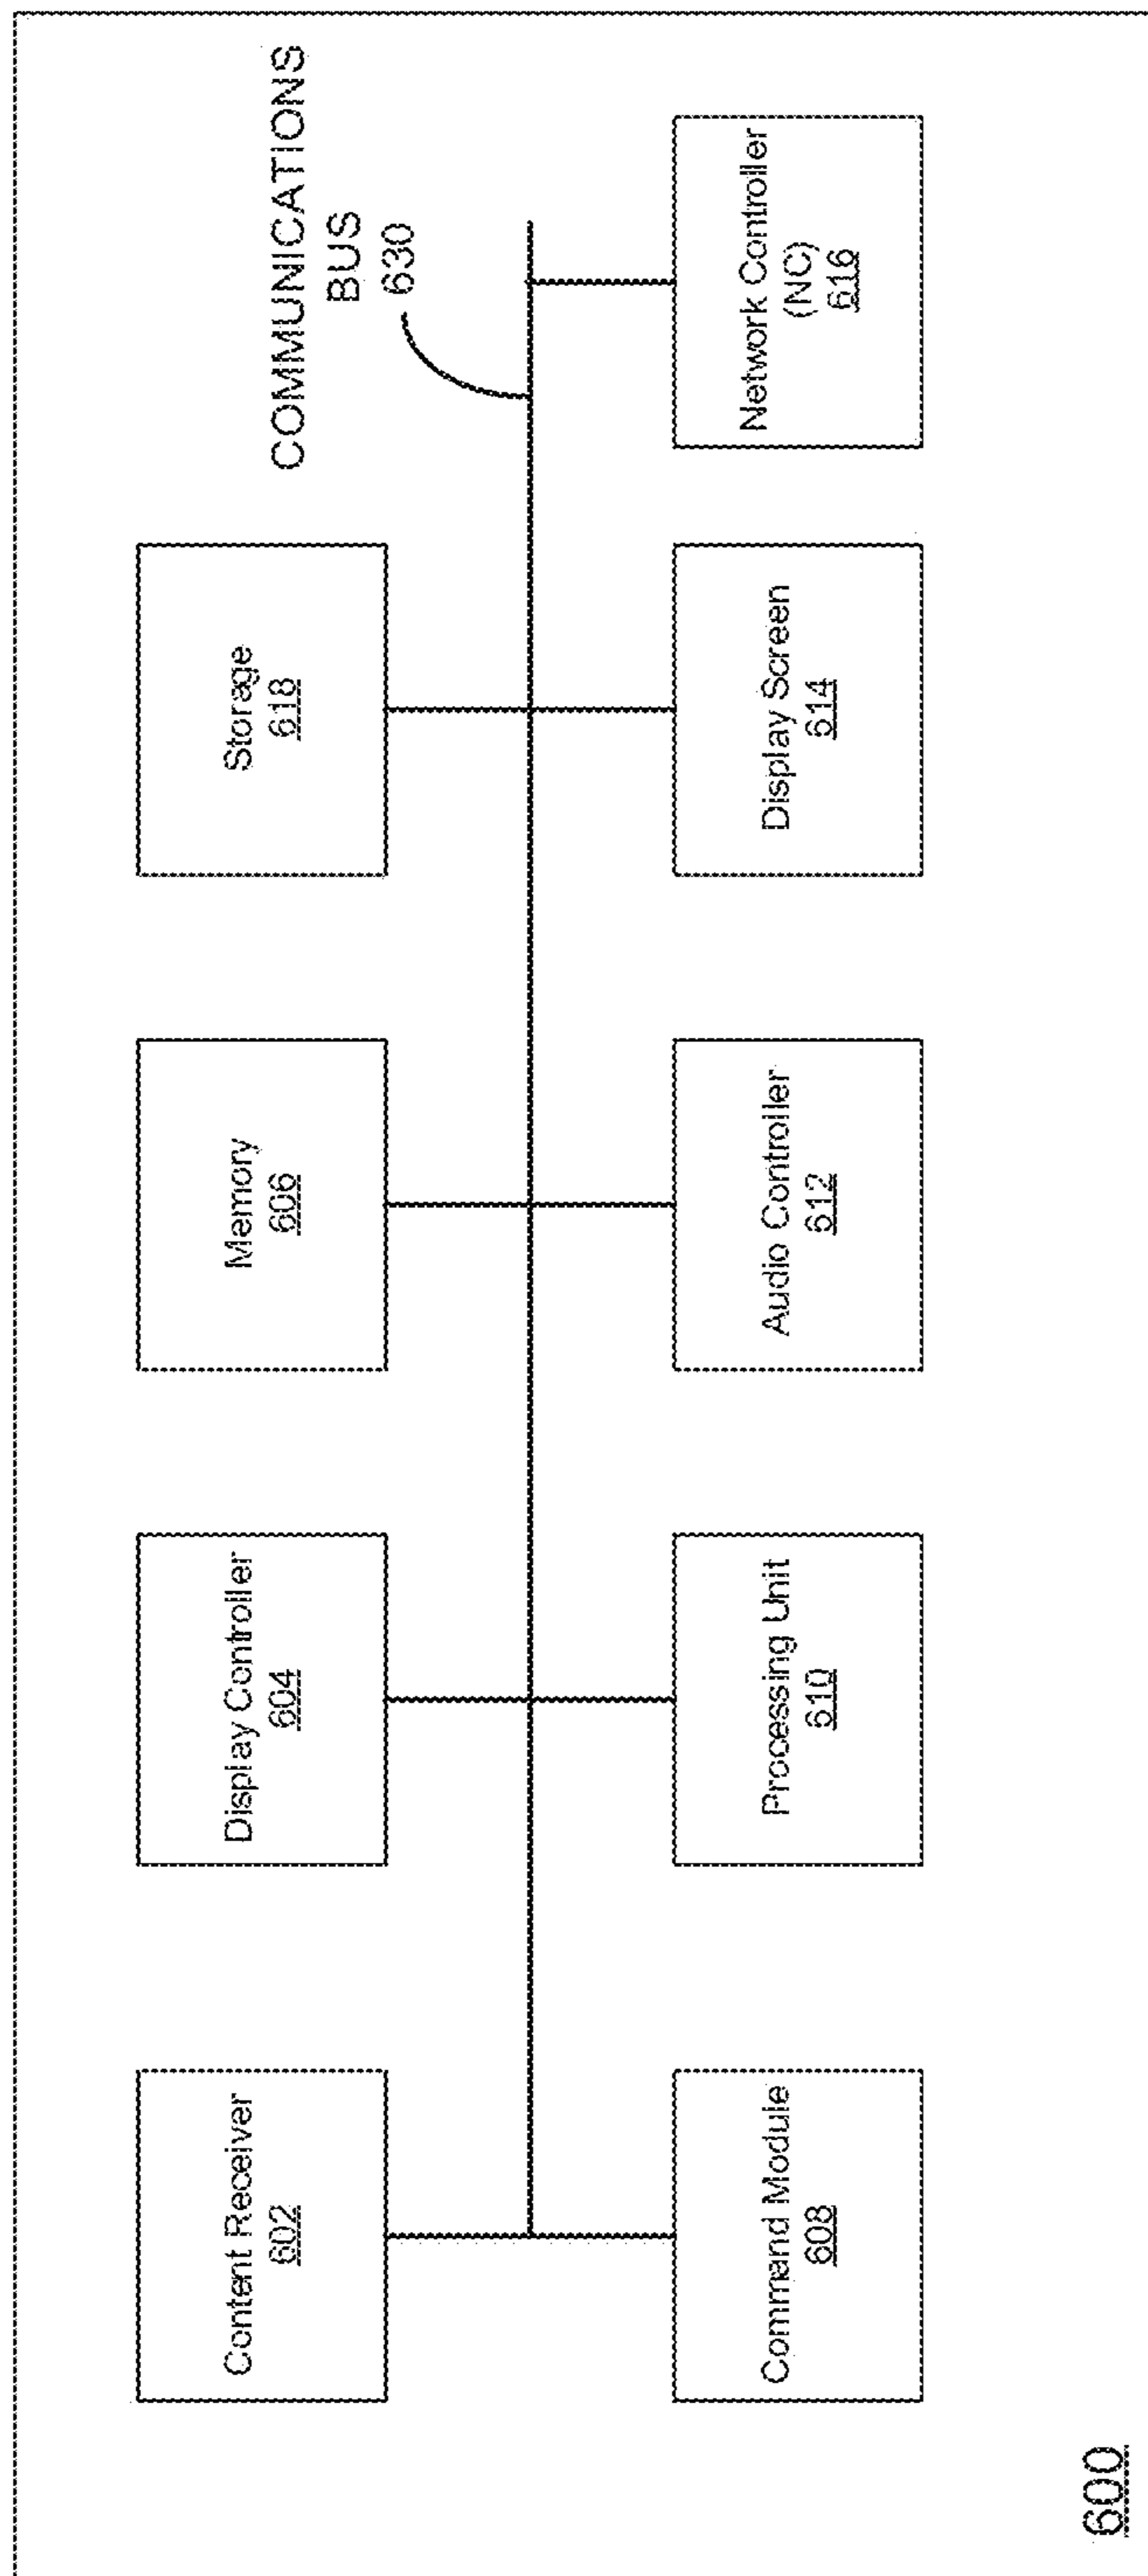 COMMUNICATIONS
BUS
630
Content Receiver
602
Display Controller
604
Memory
606
Storage
618
Command Module
608
Processing Unit
610
Audio Controller
612
Display Screen
614
Network Controller
(NC)
616
600